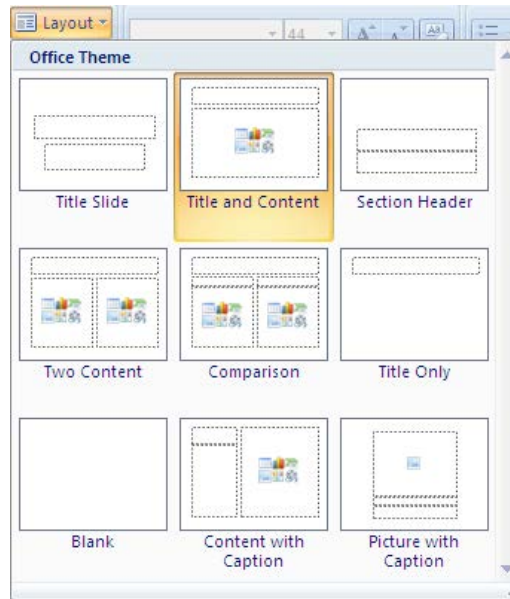 Layout
44 A A Aa
Office Theme
Title Slide Title and Content Section Header
Two Content Comparison Title Only
Blank Content with Caption Picture with Caption